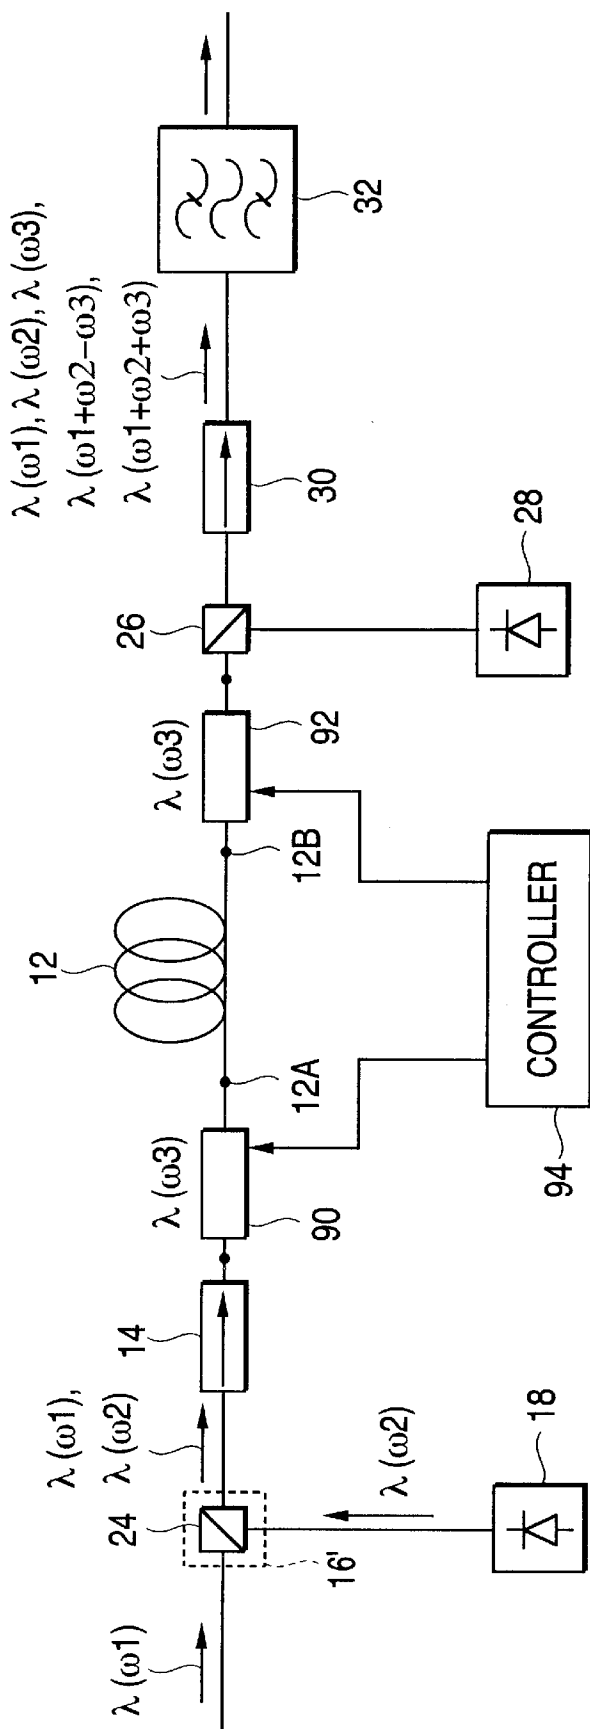 λ(ω1)
24
16'
λ(ω1),
λ(ω2)
λ(ω2)
18
14
λ(ω3)
90
12A
12
12B
CONTROLLER
94
λ(ω3)
92
26
28
30
λ(ω1), λ(ω2), λ(ω3),
λ(ω1+ω2−ω3),
λ(ω1+ω2+ω3)
32